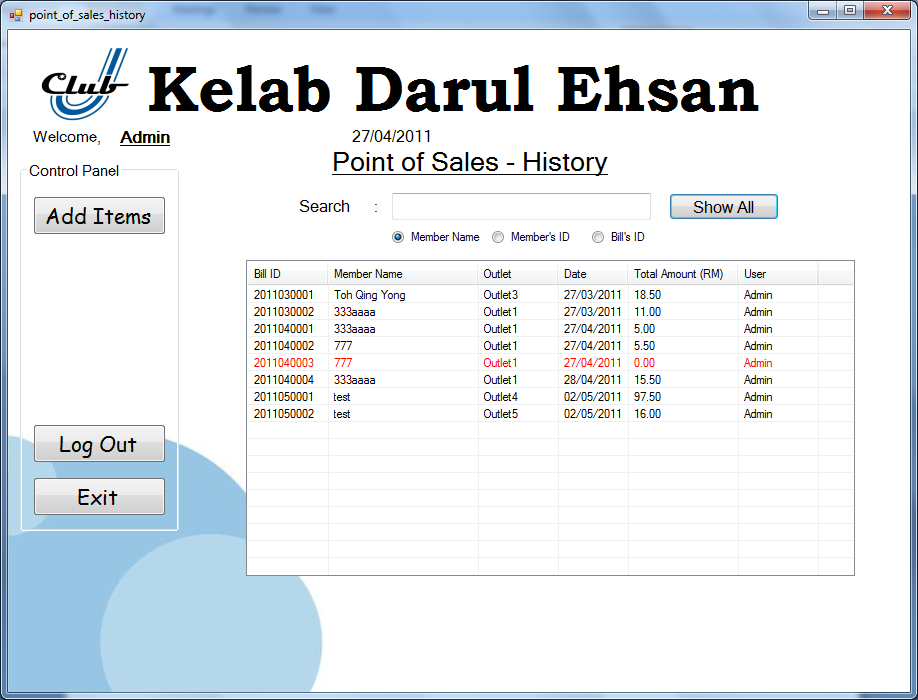 point_of_sales_history
Club Kelab Darul Ehsan
Welcome, Admin 27/04/2011
Point of Sales - History
Control Panel
Add Items
Search : Show All
Member Name Member's ID Bill's ID
Bill ID Member Name Outlet Date Total Amount (RM) User
2011030001 Toh Qing Yong Outlet3 27/03/2011 18.50 Admin
2011030002 333aaaa Outlet1 27/03/2011 11.00 Admin
2011040001 333aaaa Outlet1 27/04/2011 5.00 Admin
2011040002 777 Outlet1 27/04/2011 5.50 Admin
2011040003 777 Outlet1 27/04/2011 0.00 Admin
2011040004 333aaaa Outlet1 28/04/2011 15.50 Admin
2011050001 test Outlet4 02/05/2011 97.50 Admin
2011050002 test Outlet5 02/05/2011 16.00 Admin
Log Out
Exit